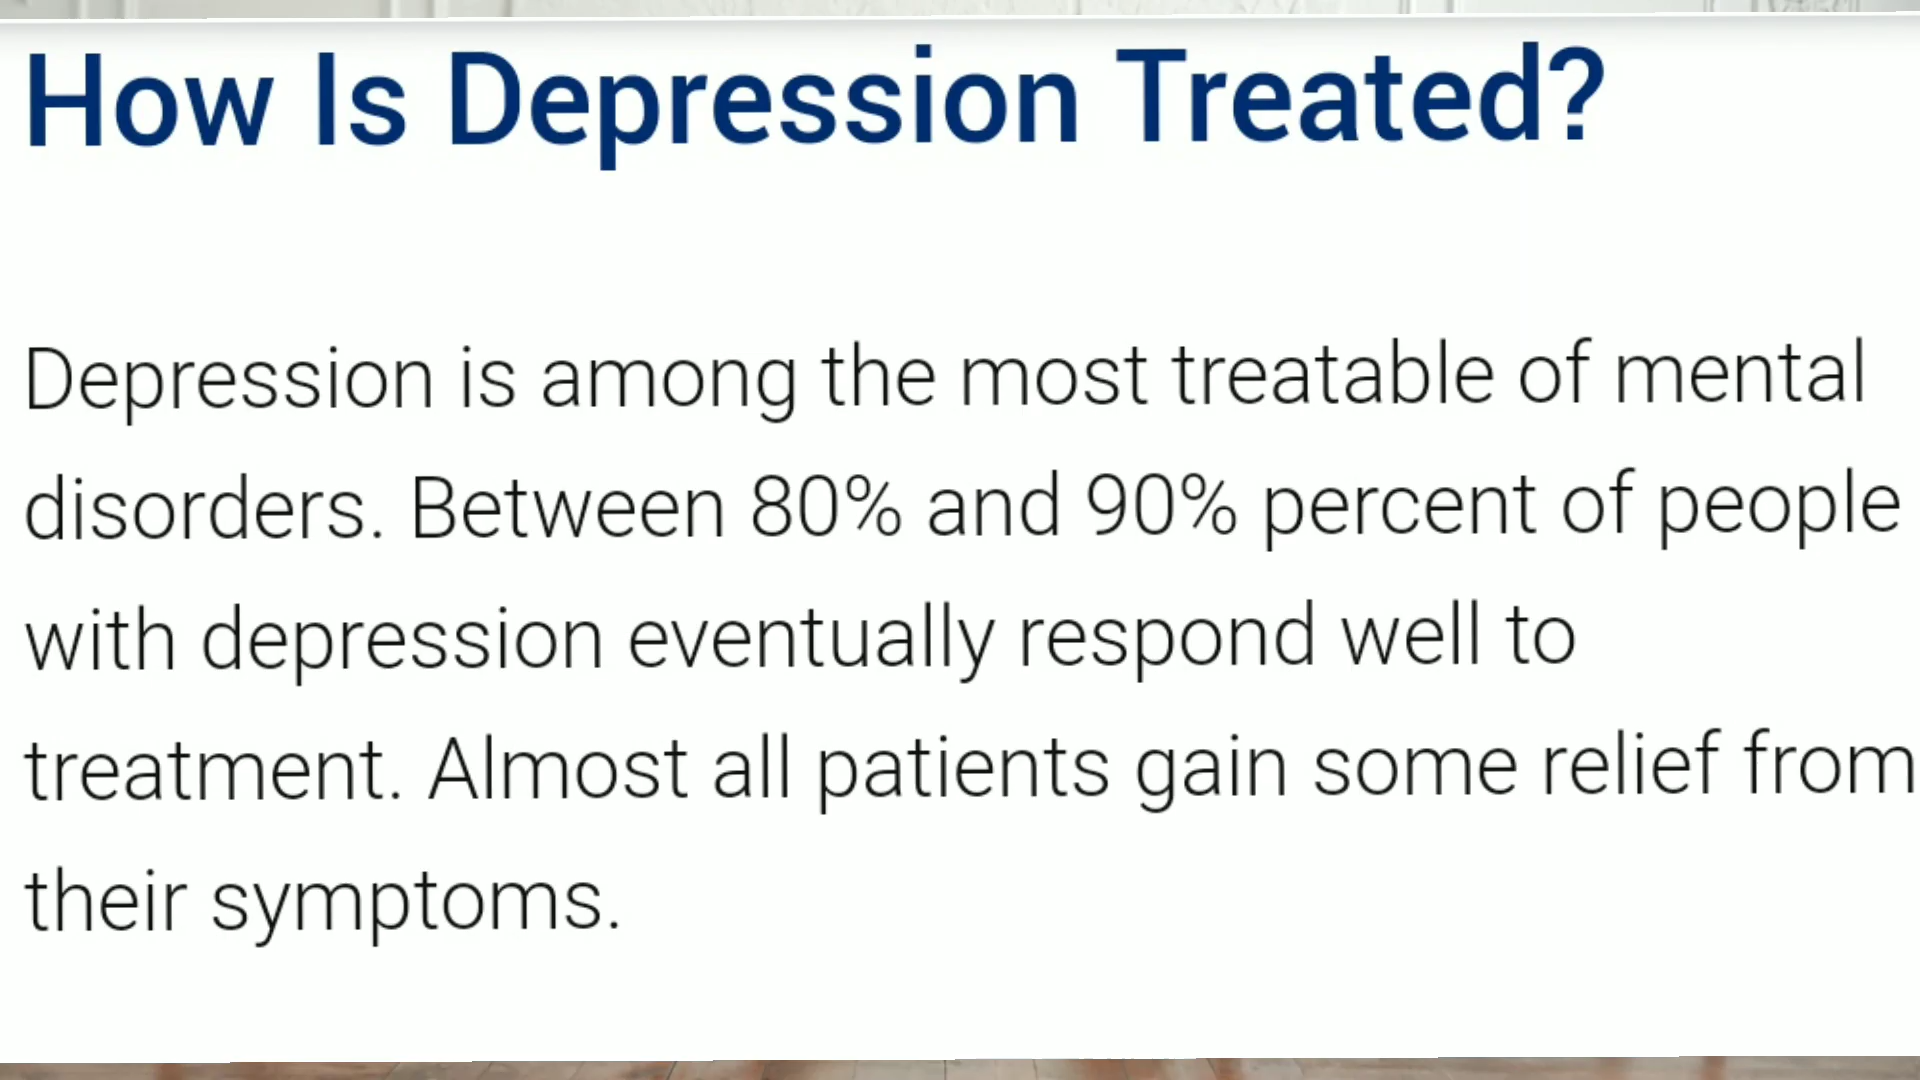 How Is Depression Treated?
Depression is among the most treatable of mental
disorders. Between 80% and 90% percent of people
with depression eventually respond well to
treatment. Almost all patients gain some relief from
their symptoms.